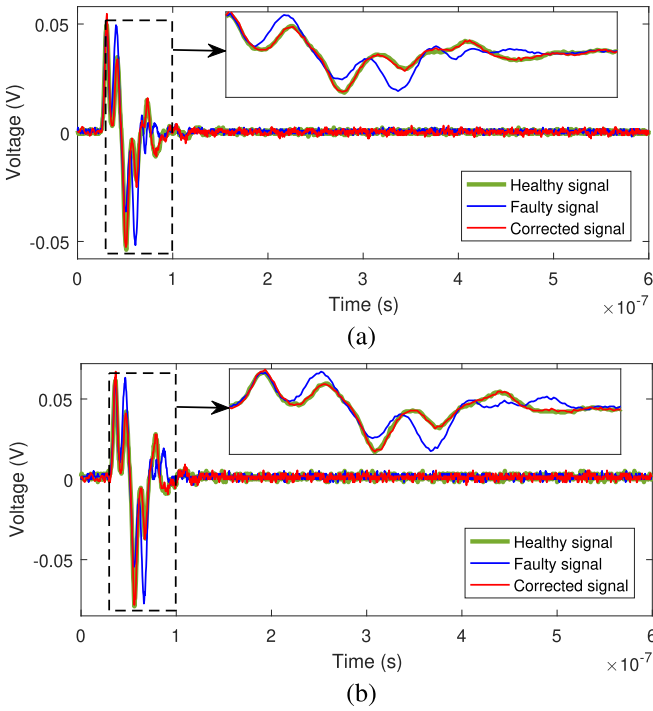 0.05
0
-0.05
Voltage (V)
Healthy signal
Faulty signal
Corrected signal
0 1 2 3 4 5 6
Time (s)
×10-7
(a)
0.05
0
-0.05
Voltage (V)
Healthy signal
Faulty signal
Corrected signal
0 1 2 3 4 5 6
Time (s)
×10-7
(b)